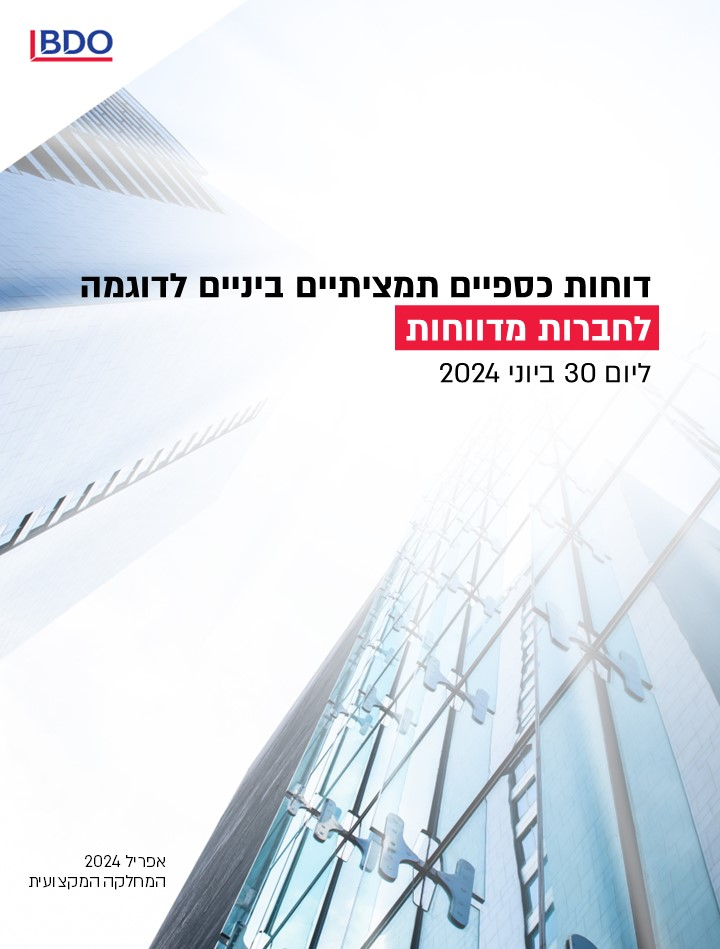 BDO
דוחות כספיים תמציתיים ביניים לדוגמה
לחברות מדווחות
ליום 30 ביוני 2024
אפריל 2024
המחלקה המקצועית